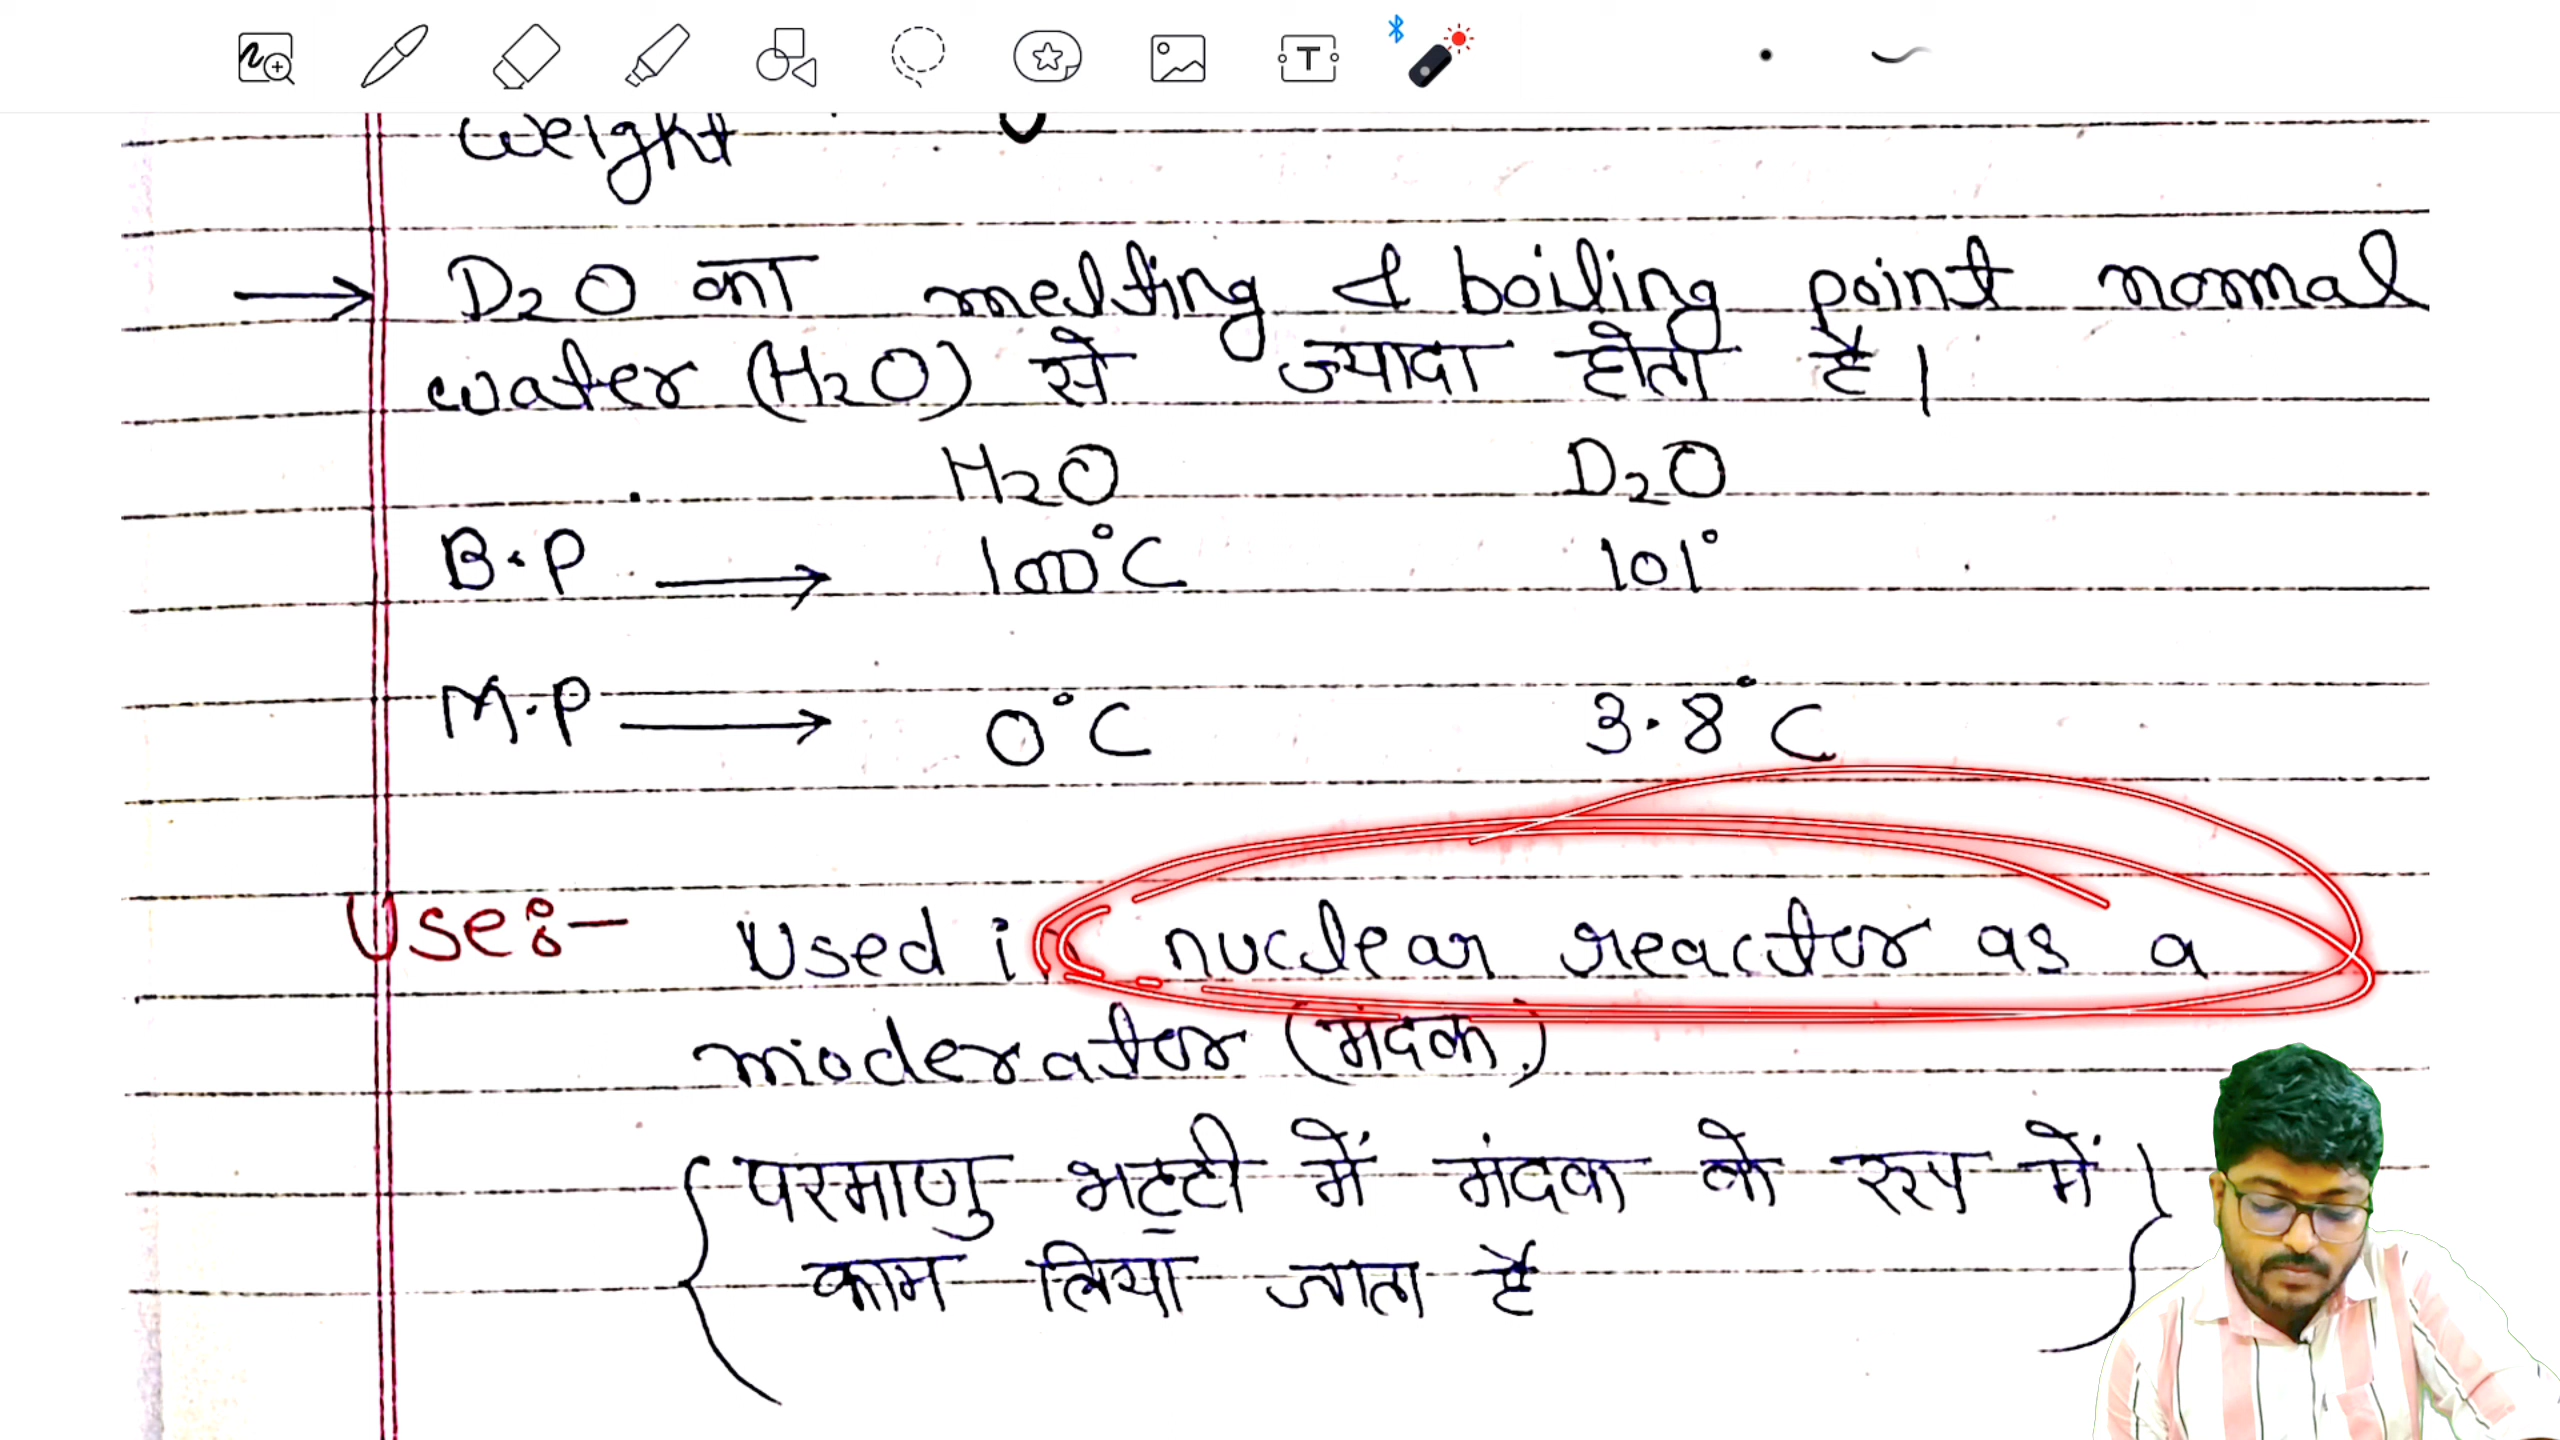 T
weight
→ D₂O का melting & boiling point normal
water (H₂O) से ज्यादा होता है।
H₂O D₂O
B.P → 100°C 101°
M.P → 0°C 3.8°C
Use:- Used in nuclear reactor as a
moderator (मंदक)
{परमाणु भट्टी में मंदक के रूप में
काम लिया जाता है}